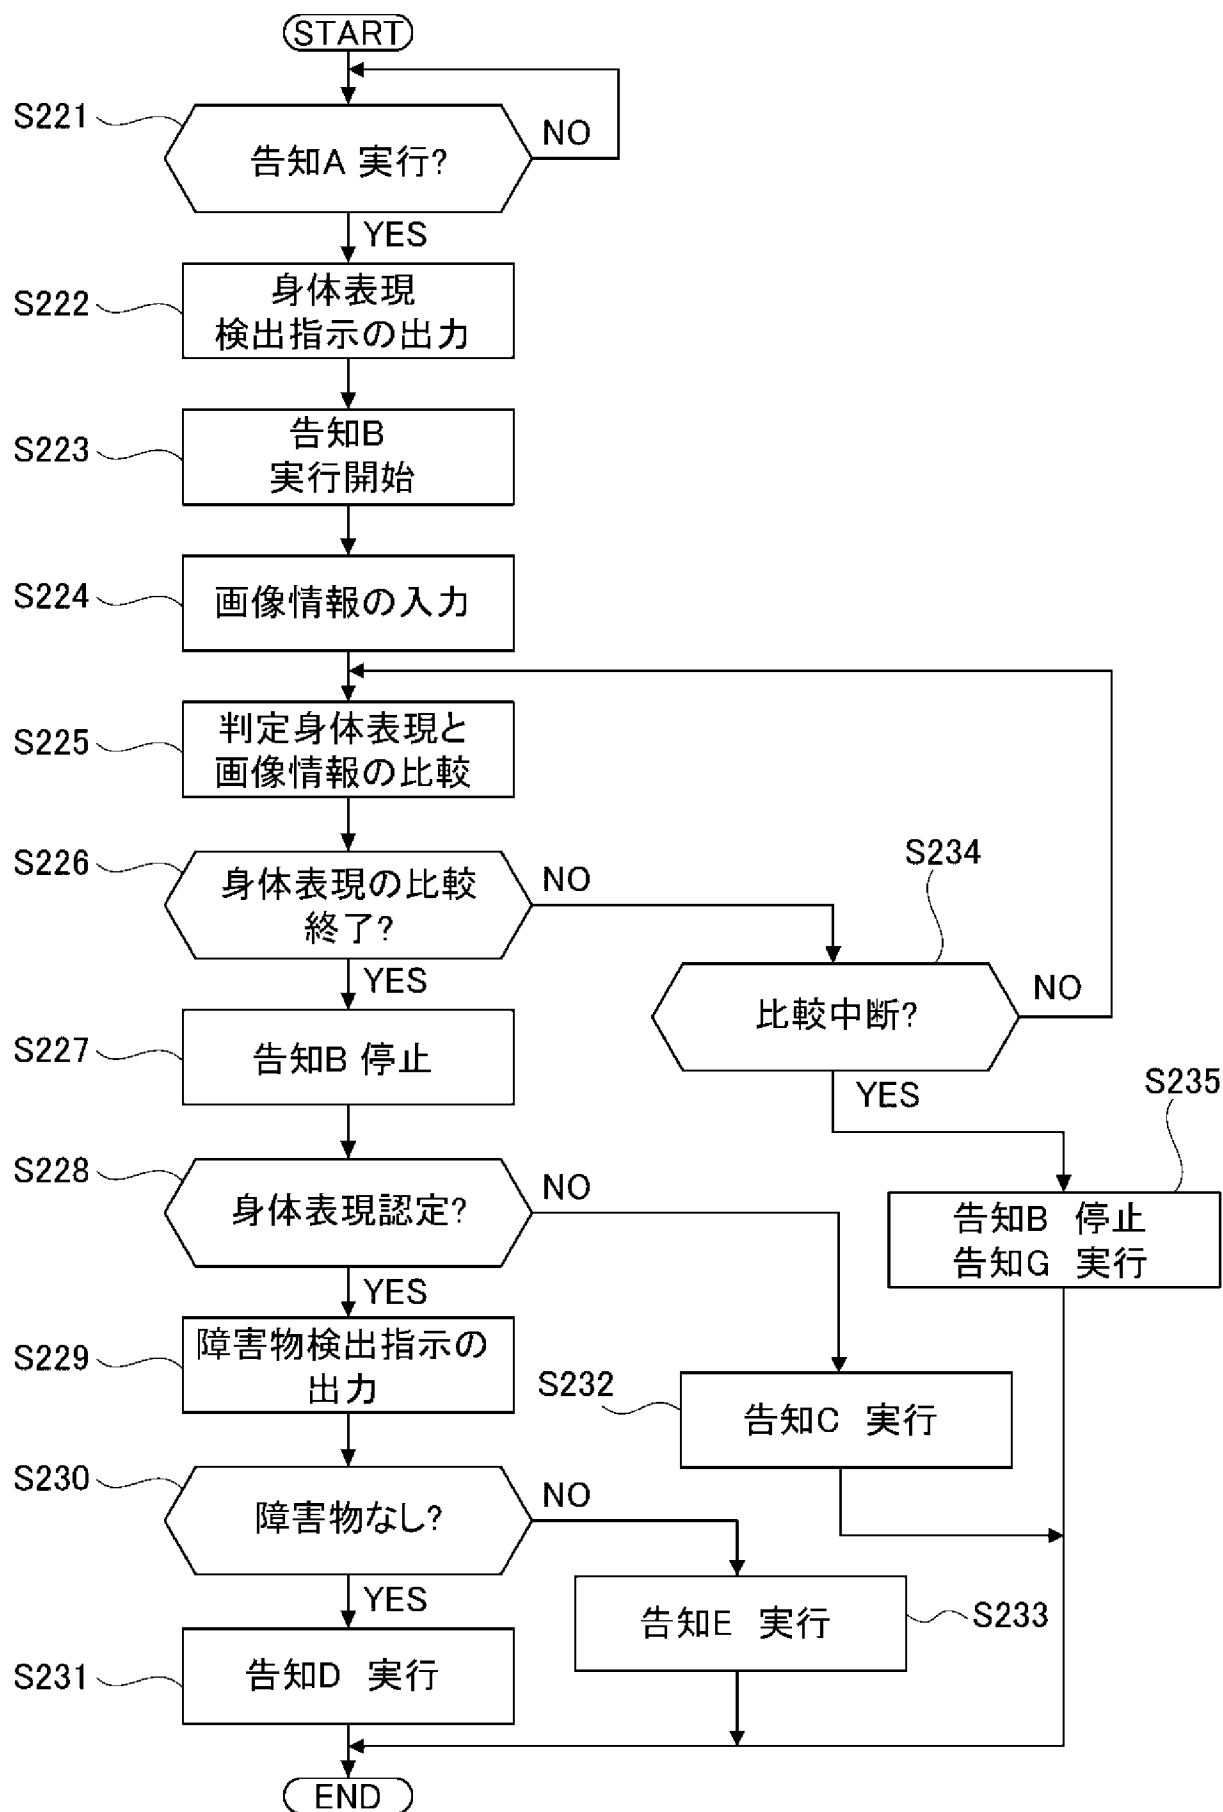 START
S221
告知A 実行?
NO
YES
S222
身体表現
検出指示の出力
S223
告知B
実行開始
S224
画像情報の入力
S225
判定身体表現と
画像情報の比較
S226
身体表現の比較
終了?
NO
YES
S234
比較中断?
NO
YES
S227
告知B 停止
S235
告知B 停止
告知G 実行
S228
身体表現認定?
NO
YES
S229
障害物検出指示の
出力
S232
告知C 実行
S230
障害物なし?
NO
YES
S233
告知E 実行
S231
告知D 実行
END